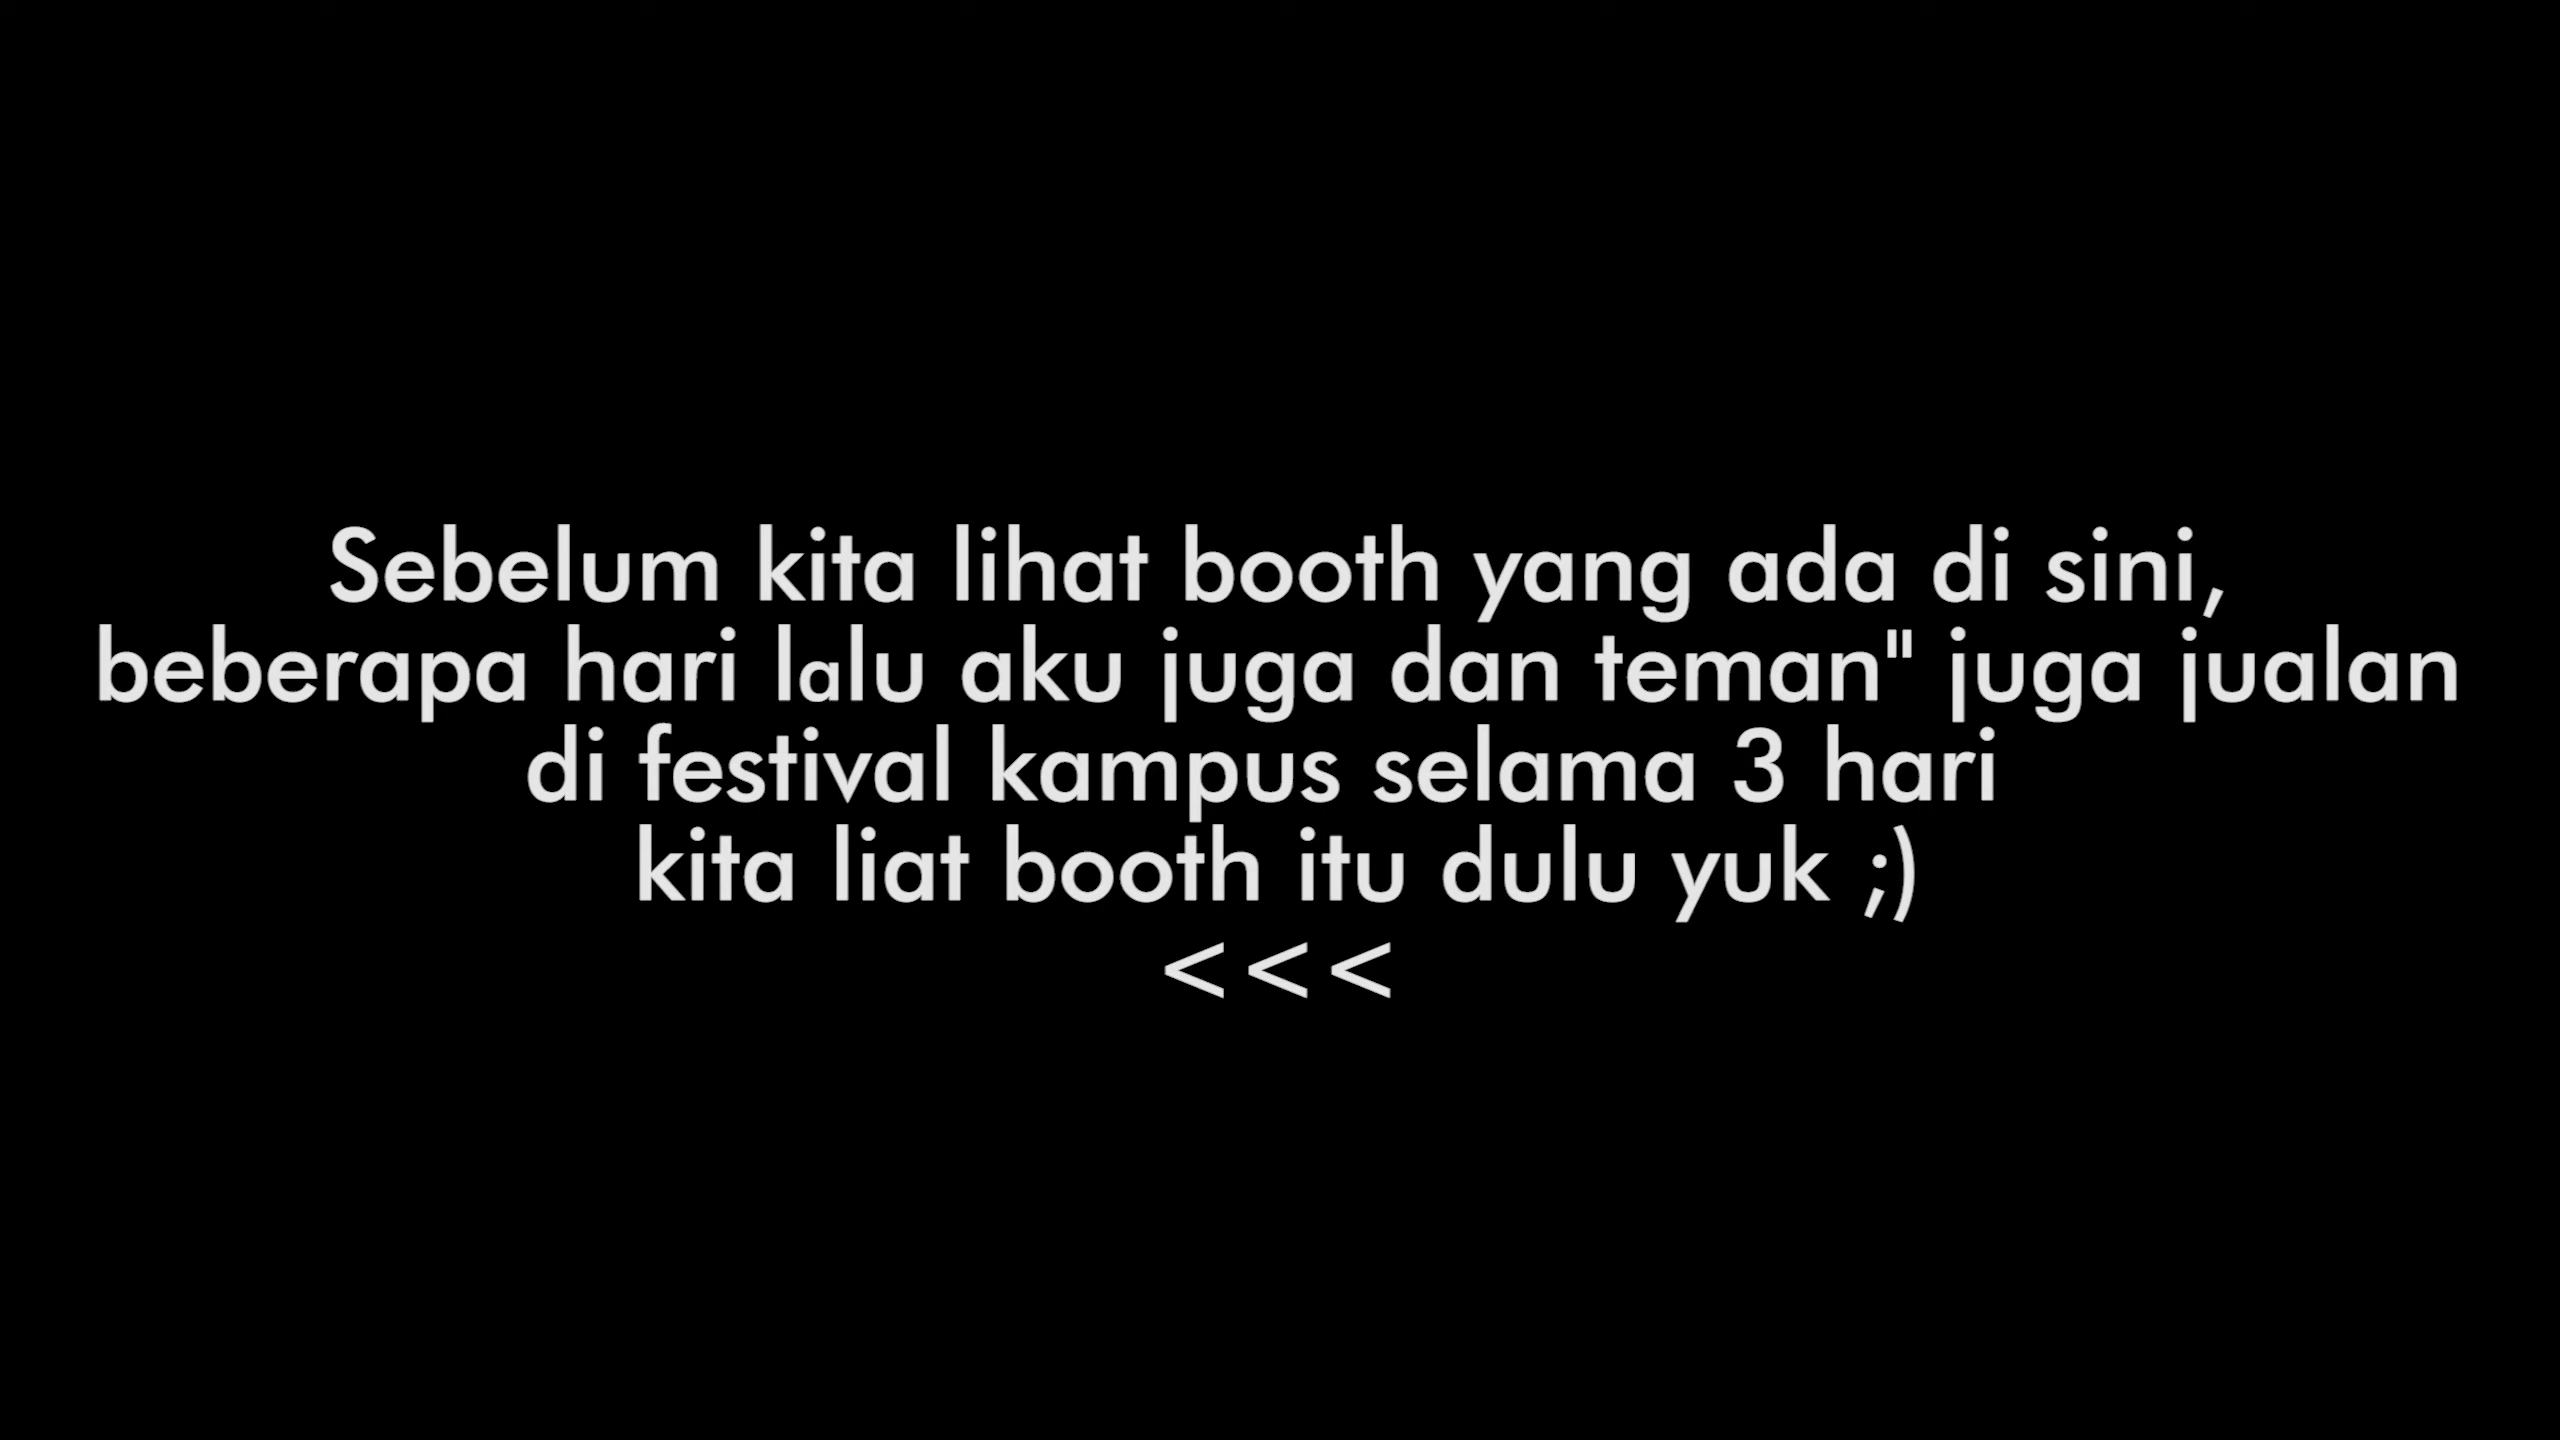 Sebelum kita lihat booth yang ada di sini,
beberapa hari lalu aku juga dan teman" juga jualan
di festival kampus selama 3 hari
kita liat booth itu dulu yuk ;)
<<<